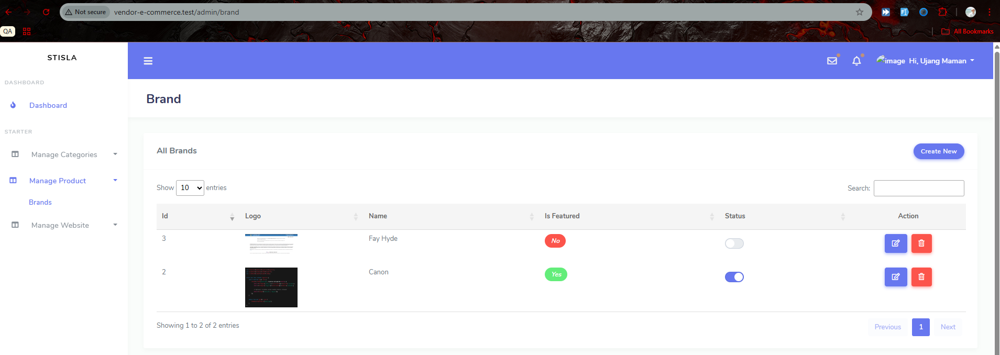 Not secure
vendor-e-commerce.test/admin/brand
QA
All Bookmarks
STISLA
image Hi, Ujang Maman
DASHBOARD
Dashboard
STARTER
Manage Categories
Manage Product
Brands
Manage Website
Brand
All Brands
Create New
Show 10 entries
Search:
Id Logo Name Is Featured Status Action
3 Fay Hyde No
2 Canon Yes
Showing 1 to 2 of 2 entries
Previous 1 Next